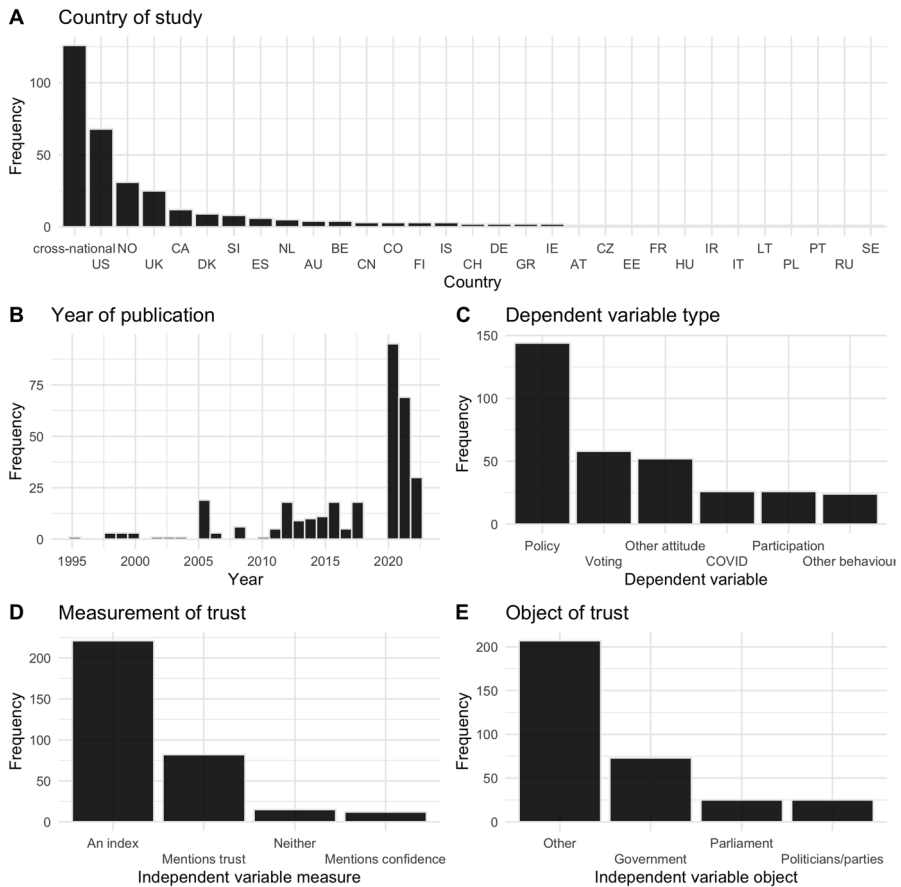 A Country of study
Frequency
100
50
0
cross-national NO CA SI NL BE CO IS DE IE CZ FR IR LT PT SE
US UK DK ES AU CN FI CH GR AT EE HU IT PL RU
Country
B Year of publication
Frequency
75
50
25
0
1995 2000 2005 2010 2015 2020
Year
C Dependent variable type
Frequency
150
100
50
0
Policy Other attitude Participation
Voting COVID Other behaviour
Dependent variable
D Measurement of trust
Frequency
200
150
100
50
0
An index Neither
Mentions trust Mentions confidence
Independent variable measure
E Object of trust
Frequency
200
150
100
50
0
Other Parliament
Government Politicians/parties
Independent variable object